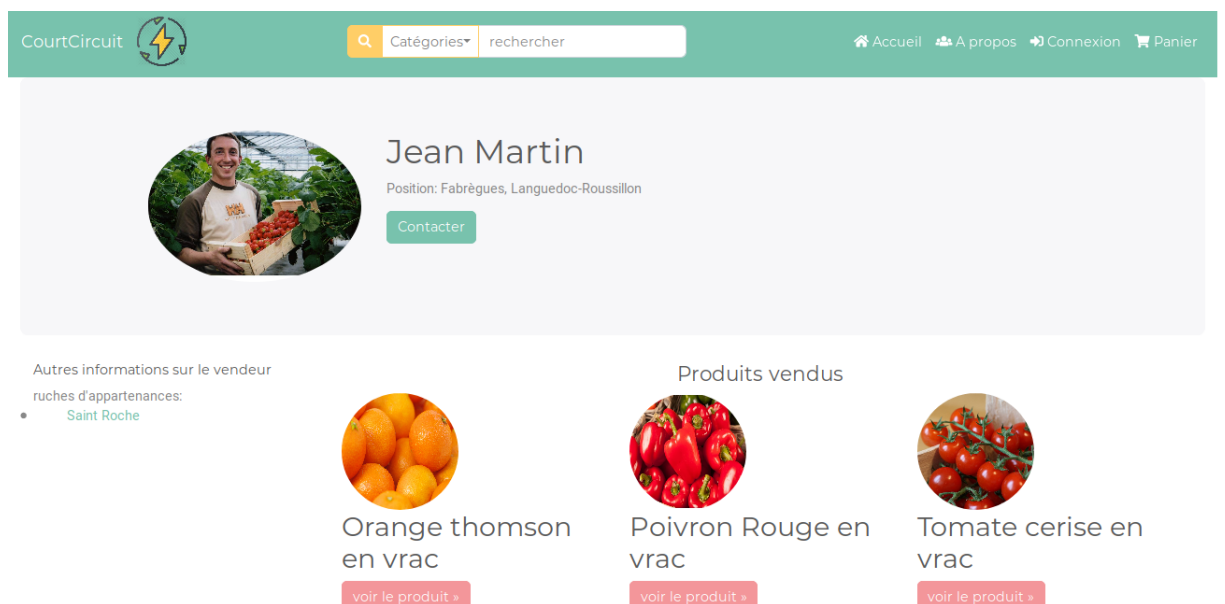 CourtCircuit
Catégories
rechercher
Accueil
A propos
Connexion
Panier
Jean Martin
Position: Fabrègues, Languedoc-Roussillon
Contacter
Autres informations sur le vendeur
ruches d'appartenances:
Saint Roche
Produits vendus
Orange thomson
en vrac
voir le produit »
Poivron Rouge en
vrac
voir le produit »
Tomate cerise en
vrac
voir le produit »